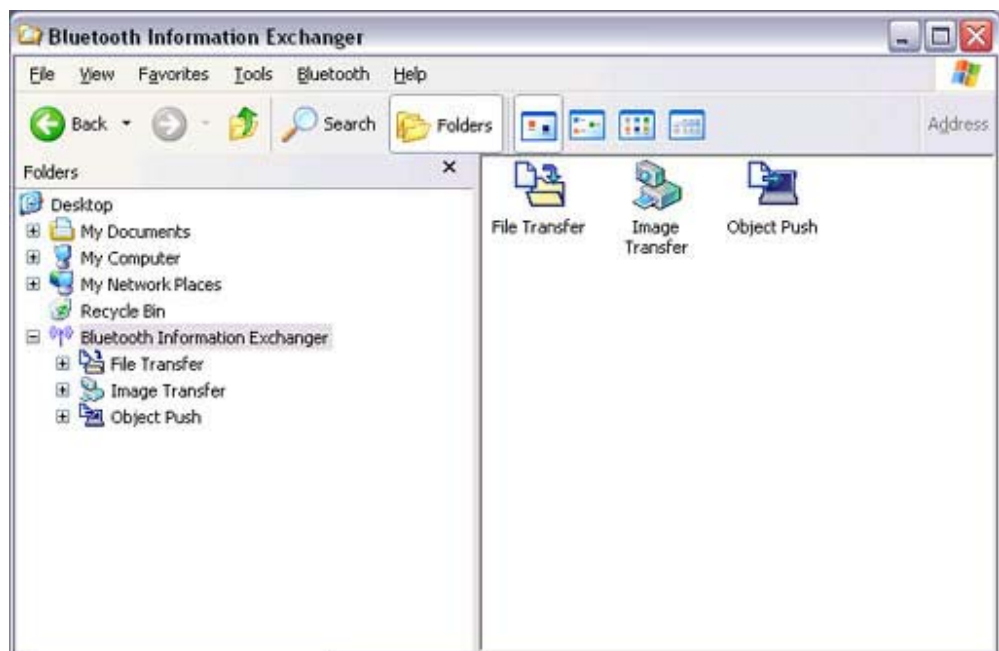 Bluetooth Information Exchanger
File View Favorites Tools Bluetooth Help
Back Search Folders Address
Folders
Desktop
My Documents
My Computer
My Network Places
Recycle Bin
Bluetooth Information Exchanger
File Transfer
Image Transfer
Object Push
File Transfer
Image
Transfer
Object Push